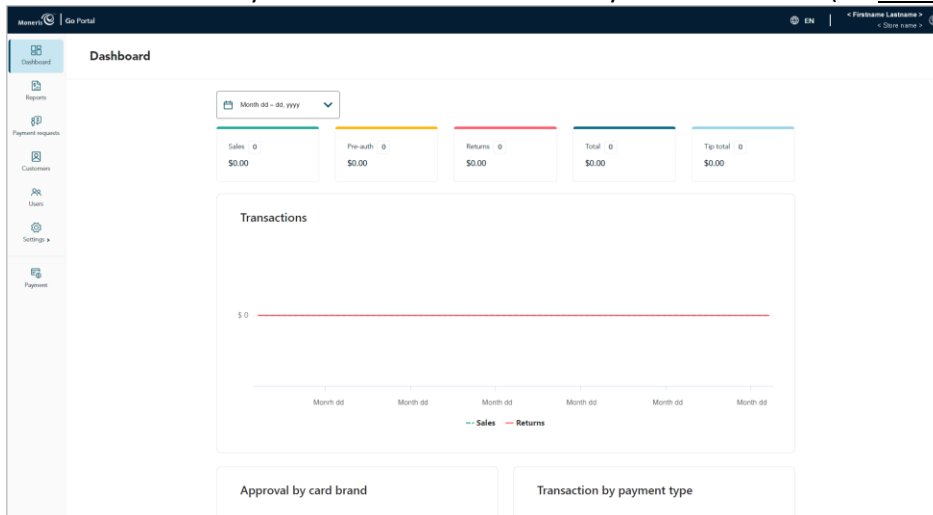 Moneris Go Portal EN < Firstname Lastname >
< Store name >
Dashboard
Dashboard
Reports
Payment requests
Customers
Users
Settings
Payment
Month dd – dd, yyyy
Sales 0 Pre-auth 0 Returns 0 Total 0 Tip total 0
$0.00 $0.00 $0.00 $0.00 $0.00
Transactions
$ 0
Monrh dd Month dd Month dd Month dd Month dd Month dd
Sales Returns
Approval by card brand Transaction by payment type